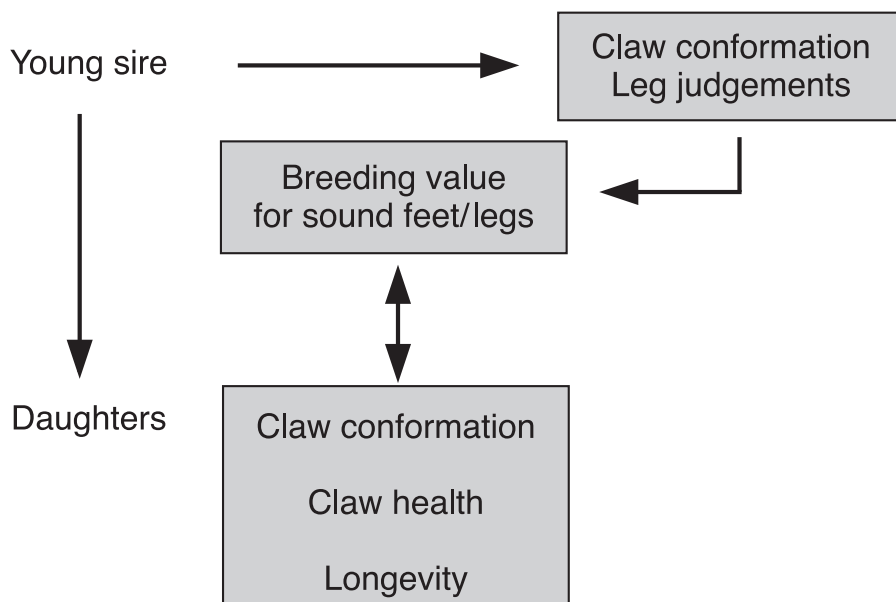 Young sire
Claw conformation
Leg judgements
Breeding value
for sound feet/legs
Daughters
Claw conformation
Claw health
Longevity